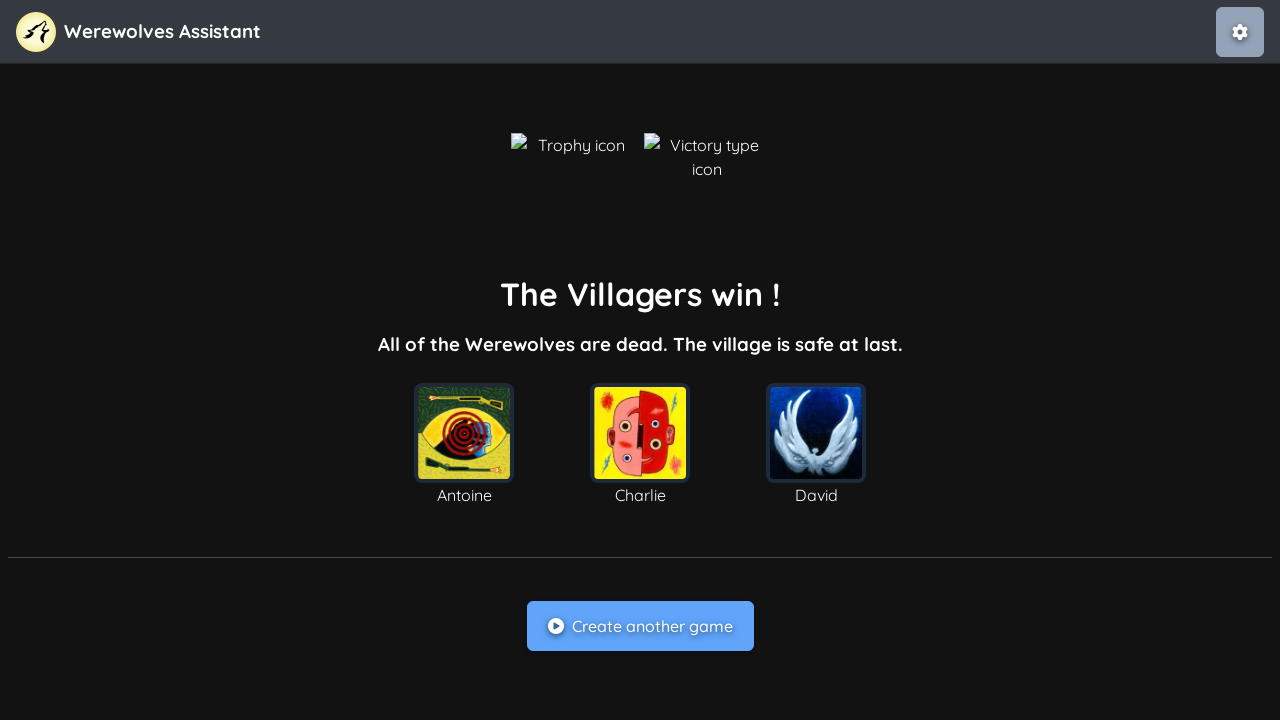 Werewolves Assistant
Trophy icon
Victory type
icon
The Villagers win !
All of the Werewolves are dead. The village is safe at last.
Antoine
Charlie
David
Create another game